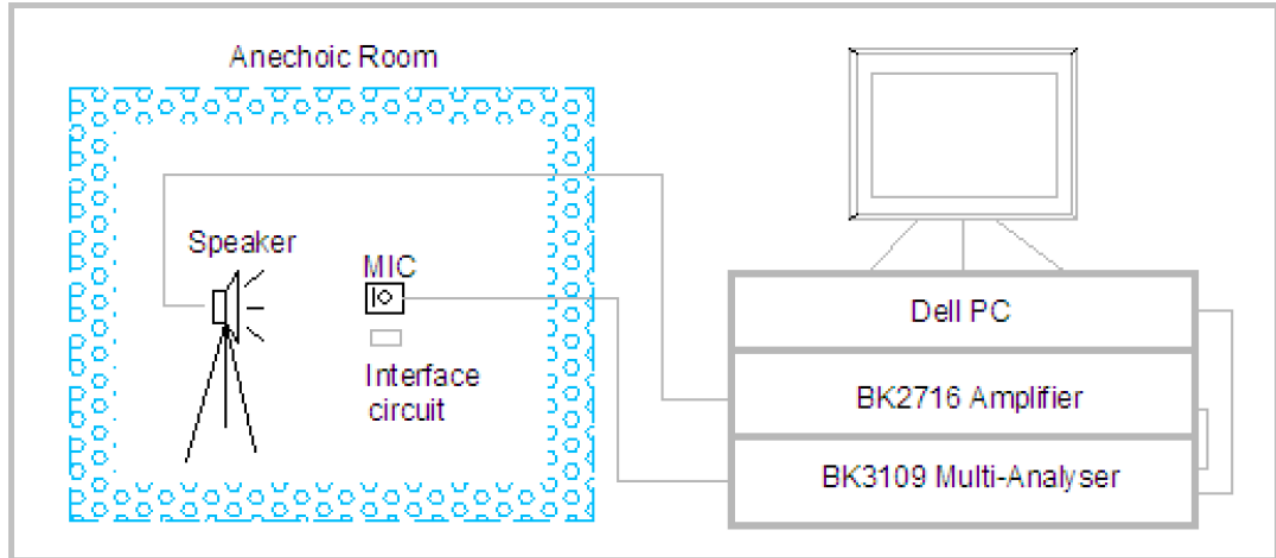 Anechoic Room
Speaker
MIC
Interface
circuit
Dell PC
BK2716 Amplifier
BK3109 Multi-Analyser